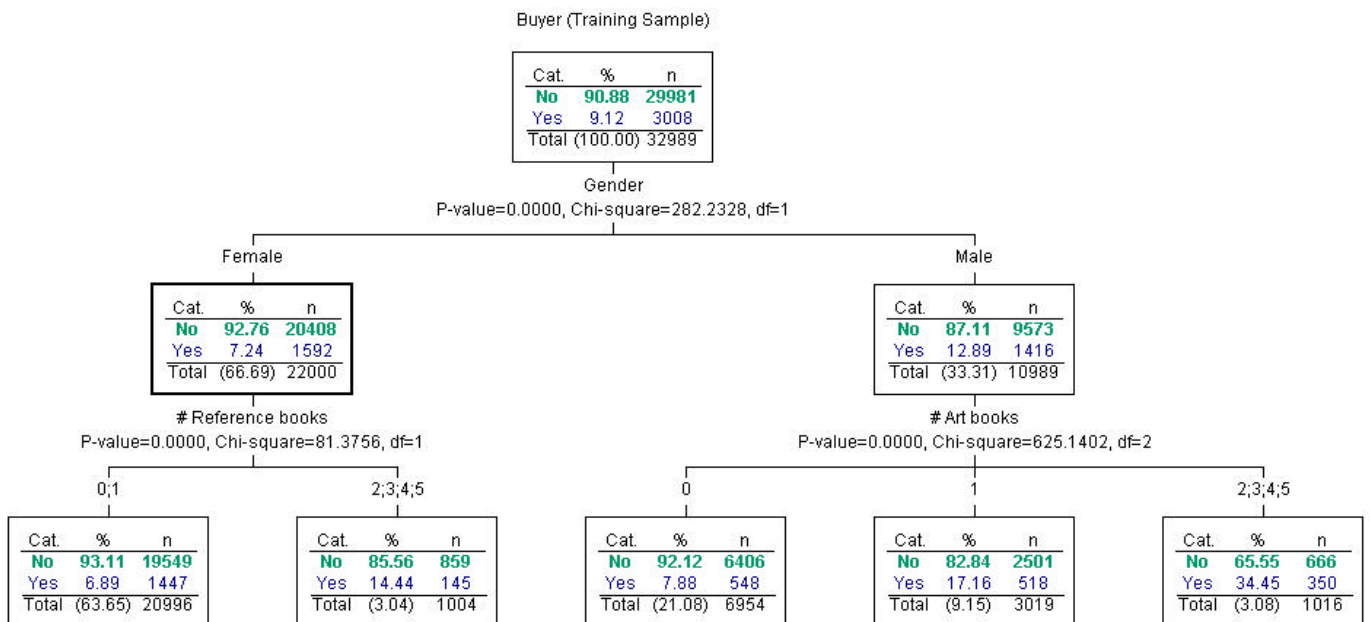 Buyer (Training Sample)
Cat. % n
No 90.88 29981
Yes 9.12 3008
Total (100.00) 32989
Gender
P-value=0.0000, Chi-square=282.2328, df=1
Female
Male
Cat. % n
No 92.76 20408
Yes 7.24 1592
Total (66.69) 22000
Cat. % n
No 87.11 9573
Yes 12.89 1416
Total (33.31) 10989
# Reference books
P-value=0.0000, Chi-square=81.3756, df=1
# Art books
P-value=0.0000, Chi-square=625.1402, df=2
0;1
2;3;4;5
0
1
2;3;4;5
Cat. % n
No 93.11 19549
Yes 6.89 1447
Total (63.65) 20996
Cat. % n
No 85.56 859
Yes 14.44 145
Total (3.04) 1004
Cat. % n
No 92.12 6406
Yes 7.88 548
Total (21.08) 6954
Cat. % n
No 82.84 2501
Yes 17.16 518
Total (9.15) 3019
Cat. % n
No 65.55 666
Yes 34.45 350
Total (3.08) 1016